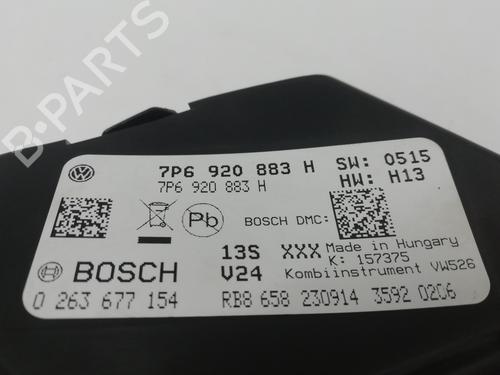 B-PARTS
7P6 920 883 H SW: 0515
7P6 920 883 H HW: H13
Pb BOSCH DMC:
13S XXX Made in Hungary
K: 157375
BOSCH V24 Kombiinstrument VW526
0 263 677 154 RB8 658 230914 3592 0206